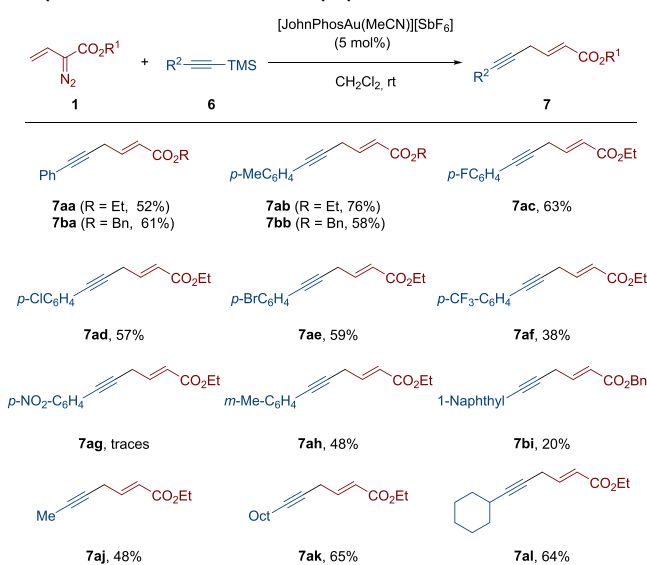 [JohnPhosAu(MeCN)][SbF6]
(5 mol%)
CH2Cl2, rt
CO2R1
N2
+
R2
TMS
R2
CO2R1
1
6
7
Ph
CO2R
p-MeC6H4
CO2R
p-FC6H4
CO2Et
7aa (R = Et, 52%)
7ba (R = Bn, 61%)
7ab (R = Et, 76%)
7bb (R = Bn, 58%)
7ac, 63%
p-ClC6H4
CO2Et
p-BrC6H4
CO2Et
p-CF3-C6H4
CO2Et
7ad, 57%
7ae, 59%
7af, 38%
p-NO2-C6H4
CO2Et
m-Me-C6H4
CO2Et
1-Naphthyl
CO2Bn
7ag, traces
7ah, 48%
7bi, 20%
Me
CO2Et
Oct
CO2Et
CO2Et
7aj, 48%
7ak, 65%
7al, 64%